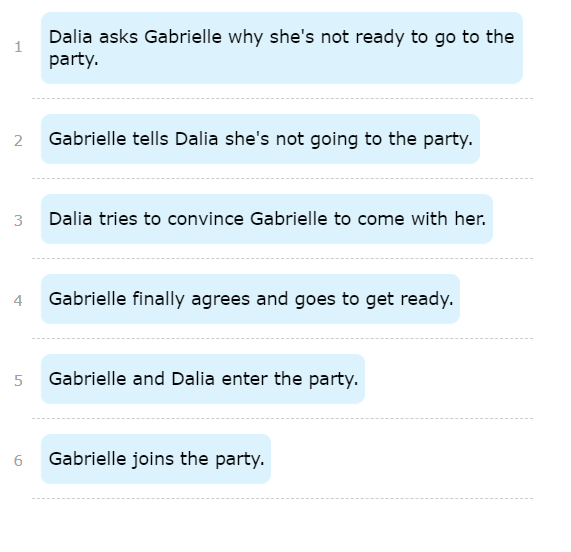 1
Dalia asks Gabrielle why she's not ready to go to the
party.
2
Gabrielle tells Dalia she's not going to the party.
3
Dalia tries to convince Gabrielle to come with her.
4
Gabrielle finally agrees and goes to get ready.
5
Gabrielle and Dalia enter the party.
6
Gabrielle joins the party.